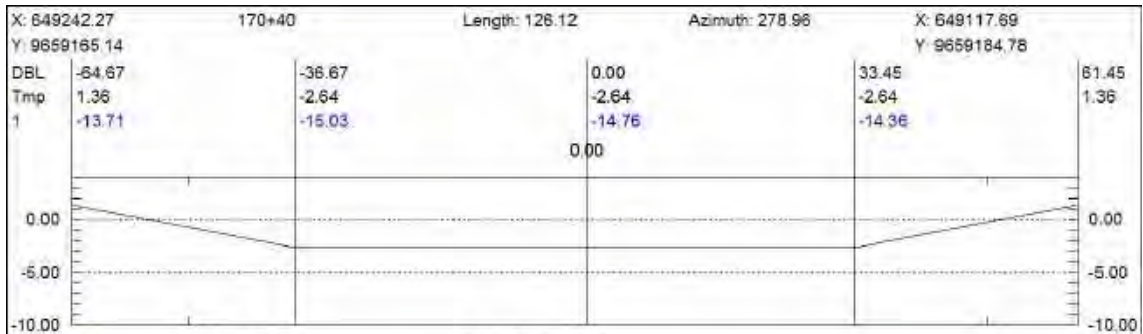 X: 649242.27 170+40 Length: 126.12 Azimuth: 278.96 X: 649117.69
Y: 9659165.14 Y: 9659184.78
DBL -64.67 -36.67 0.00 33.45 61.45
Tmp 1.36 -2.64 -2.64 -2.64 1.36
1 -13.71 -15.03 -14.76 -14.36
0.00
0.00 0.00
-5.00 -5.00
-10.00 -10.00